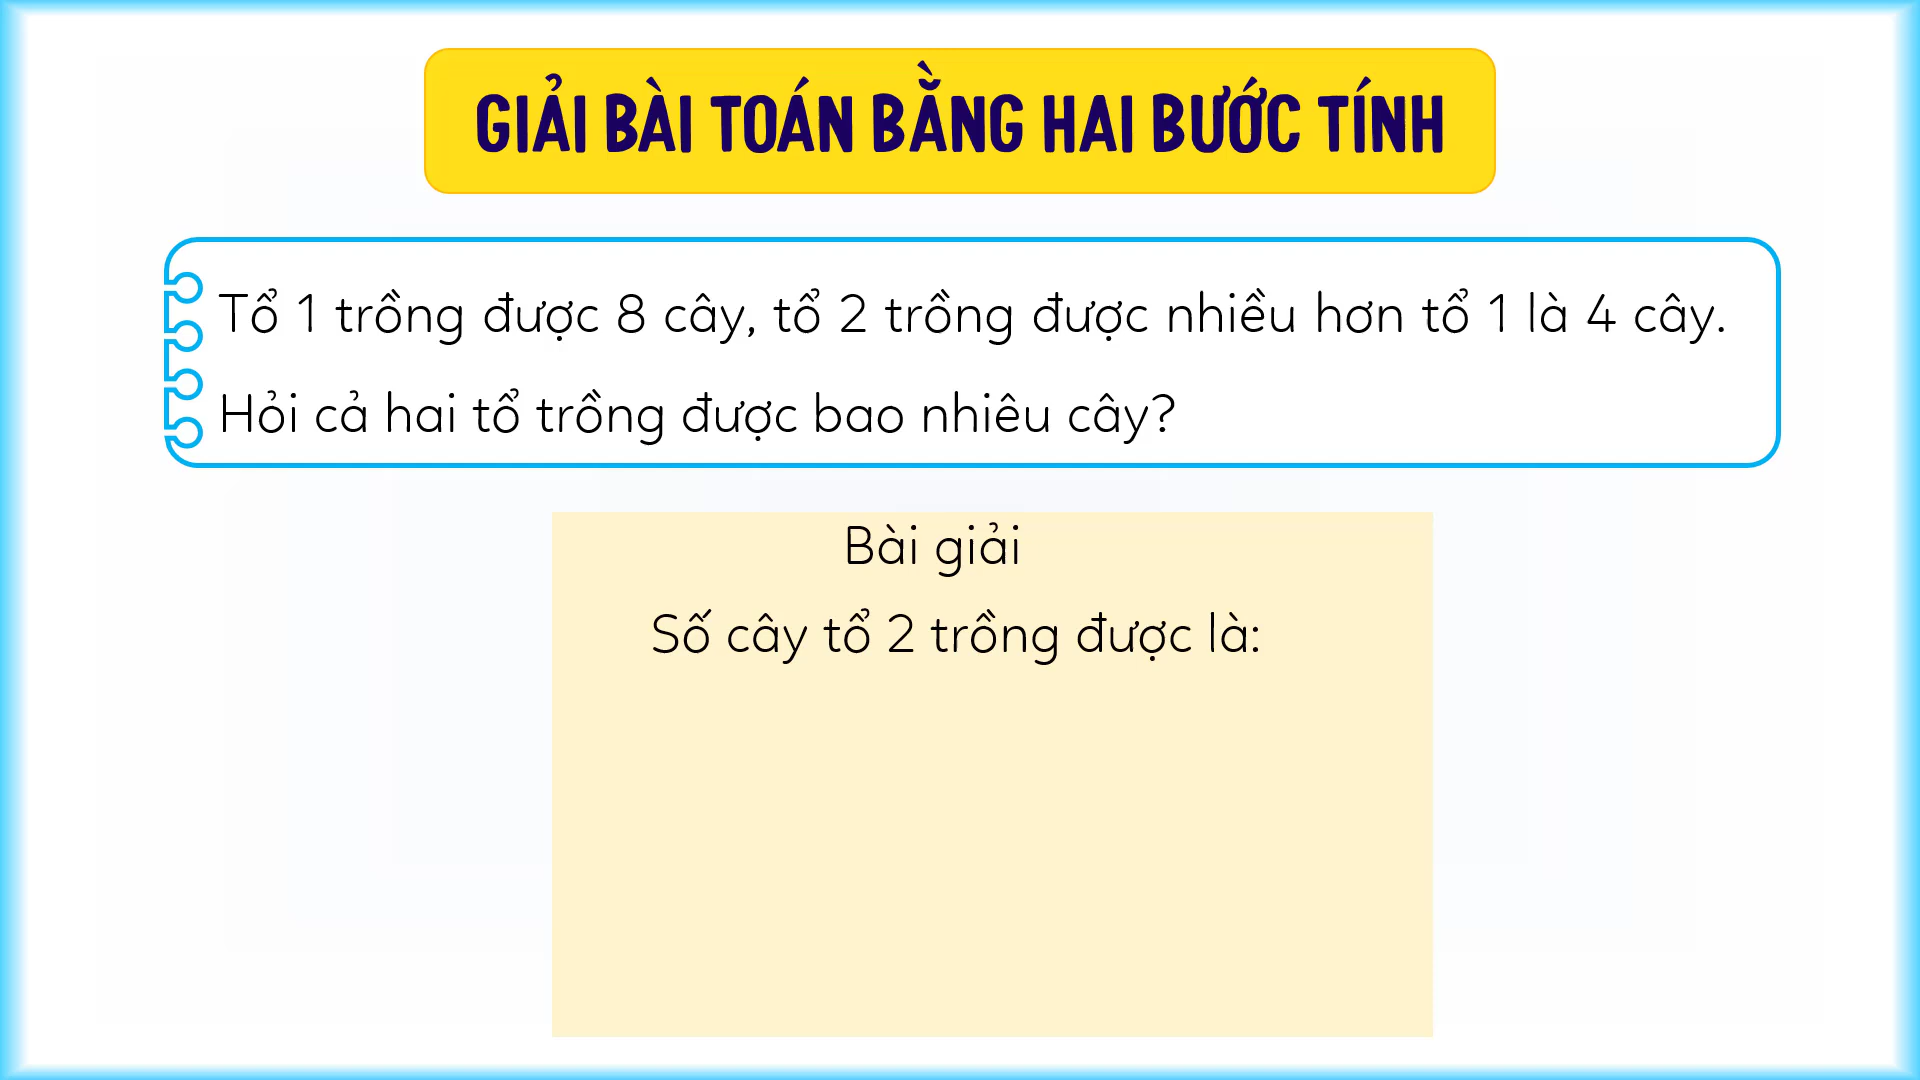 GIẢI BÀI TOÁN BẰNG HAI BƯỚC TÍNH
Tổ 1 trồng được 8 cây, tổ 2 trồng được nhiều hơn tổ 1 là 4 cây.
Hỏi cả hai tổ trồng được bao nhiêu cây?
Bài giải
Số cây tổ 2 trồng được là: